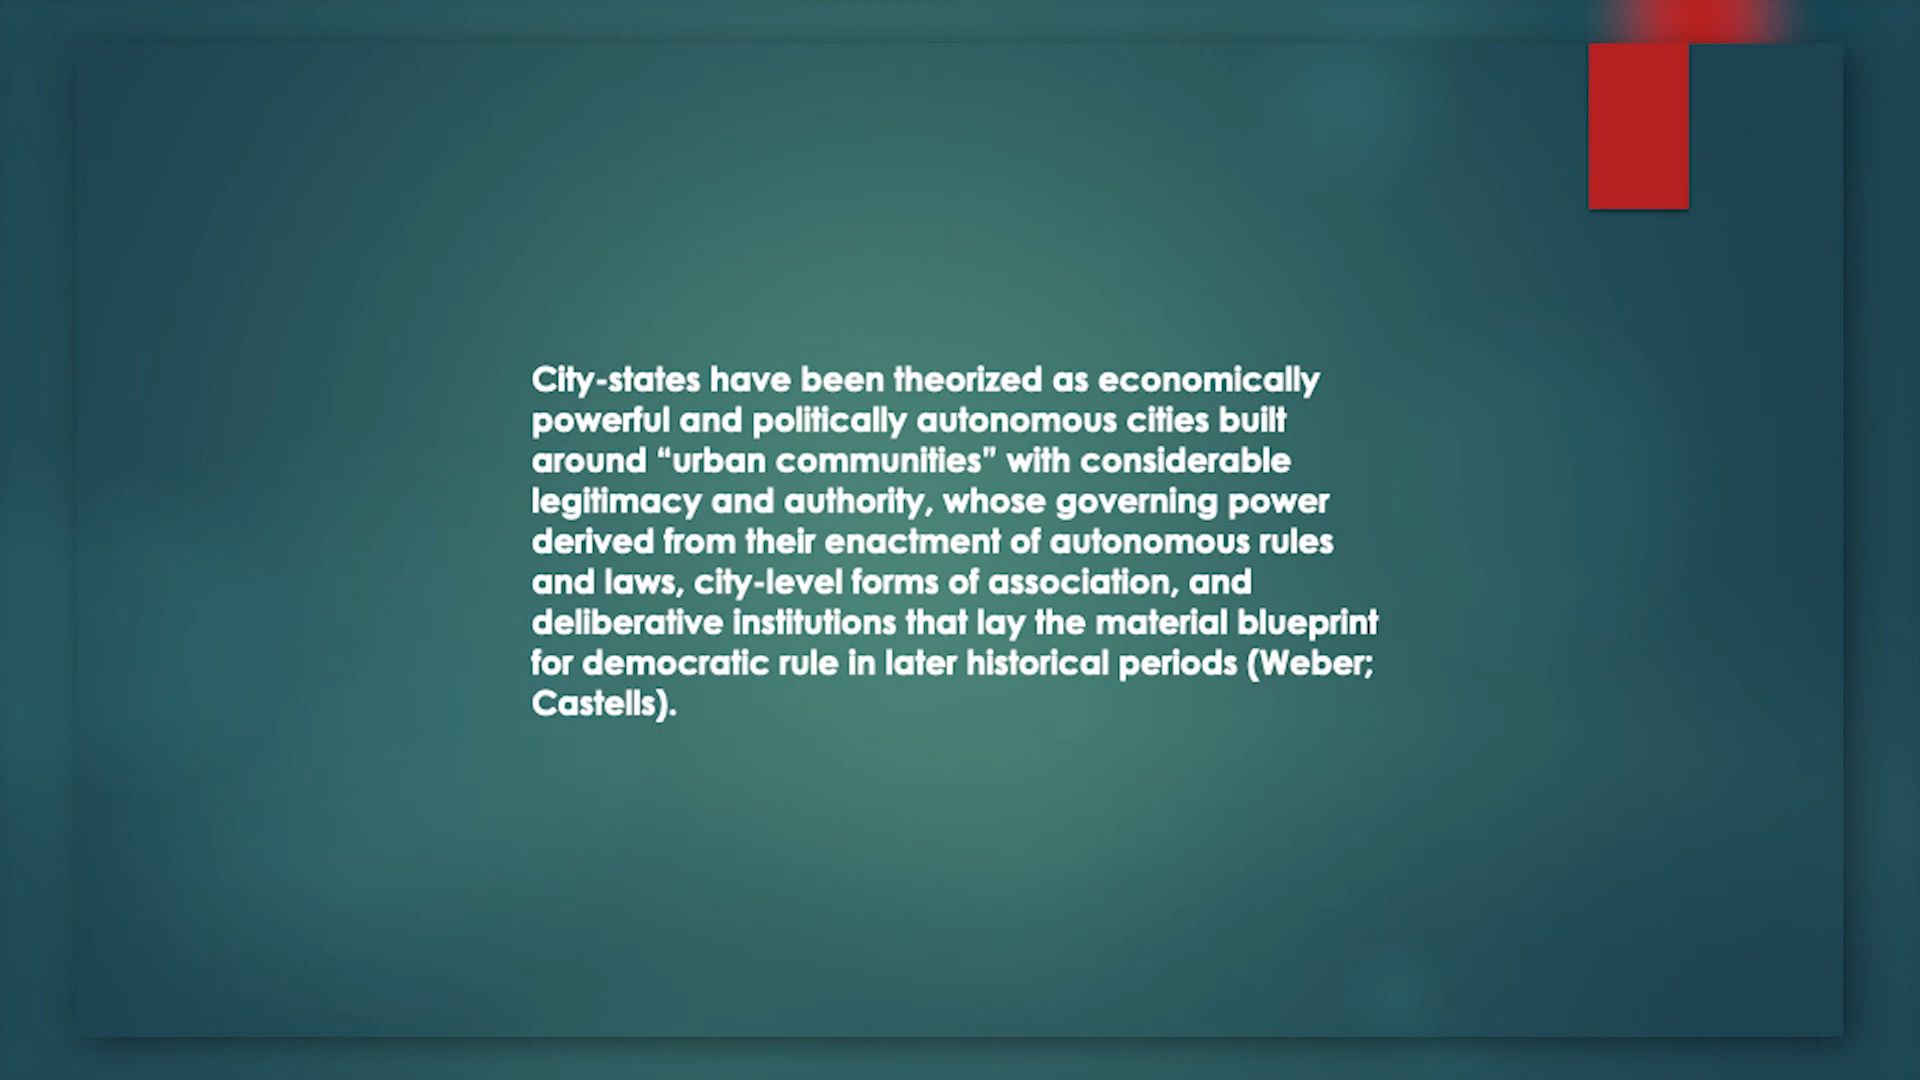 City-states have been theorized as economically
powerful and politically autonomous cities built
around “urban communities” with considerable
legitimacy and authority, whose governing power
derived from their enactment of autonomous rules
and laws, city-level forms of association, and
deliberative institutions that lay the material blueprint
for democratic rule in later historical periods (Weber;
Castells).